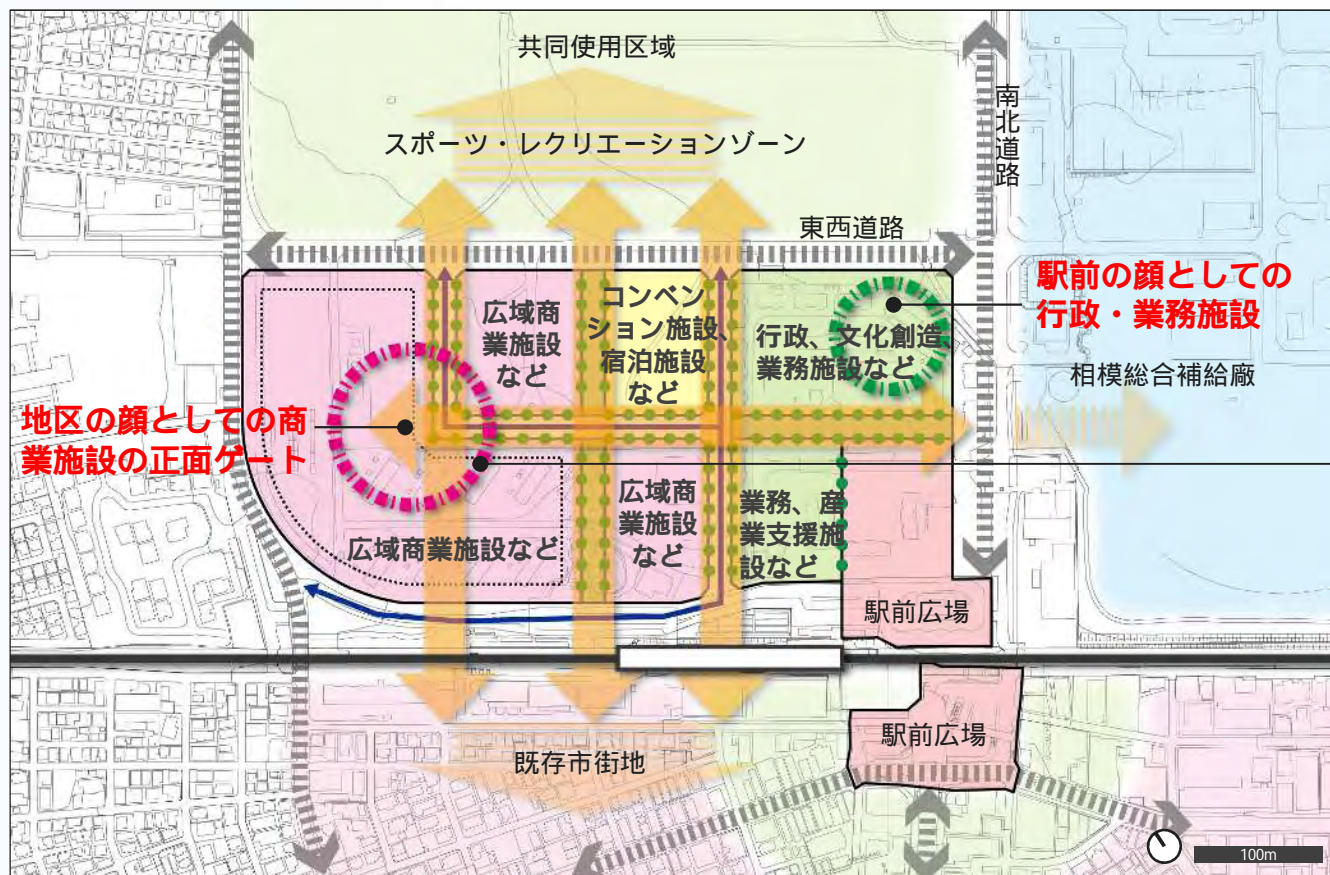 共同使用区域
スポーツ・レクリエーションゾーン
南北道路
東西道路
駅前の顔としての
行政・業務施設
広域商
業施設
など
コンベン
ション施設、
宿泊施設
など
行政、文化創造、
業務施設など
相模総合補給廠
地区の顔としての商
業施設の正面ゲート
広域商業施設など
広域商
業施設
など
業務、産
業支援施
設など
駅前広場
駅前広場
既存市街地
100m